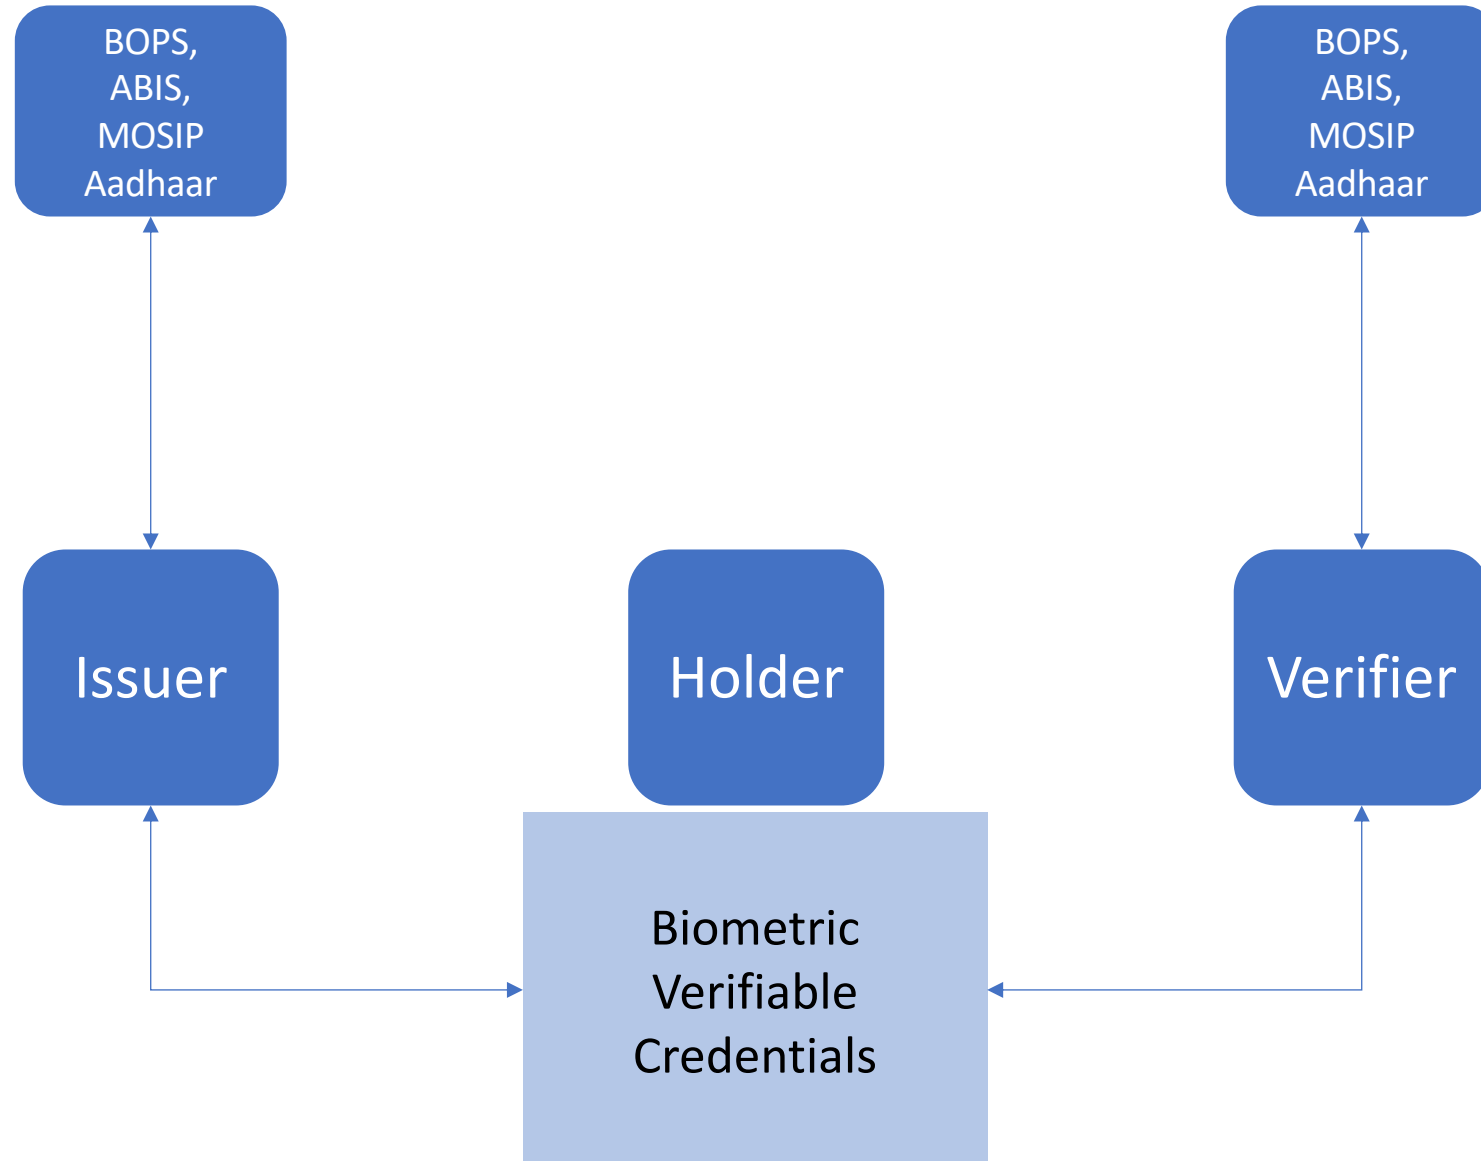 BOPS,
ABIS,
MOSIP
Aadhaar
BOPS,
ABIS,
MOSIP
Aadhaar
Issuer
Holder
Verifier
Biometric
Verifiable
Credentials